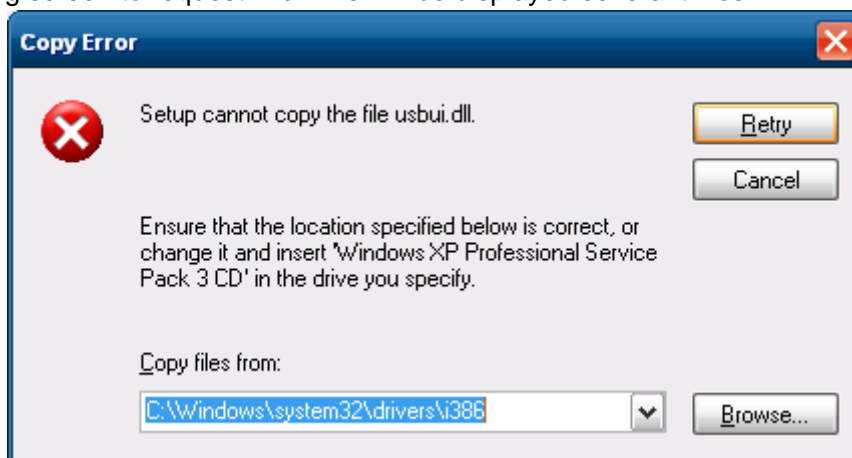 Copy Error
Setup cannot copy the file usbui.dll.
Retry
Cancel
Ensure that the location specified below is correct, or
change it and insert 'Windows XP Professional Service
Pack 3 CD' in the drive you specify.
Copy files from:
C:\Windows\system32\drivers\i386
Browse...